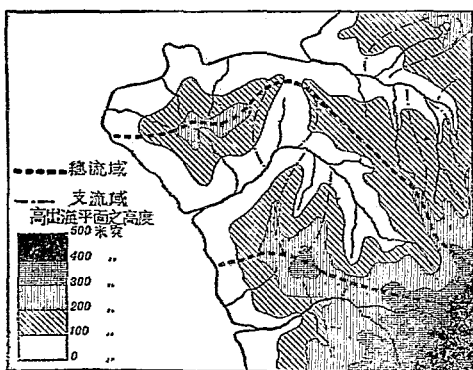 總流域
支流域
高出海平面之高度
500 米突
400 〃
300 〃
200 〃
100 〃
0 〃